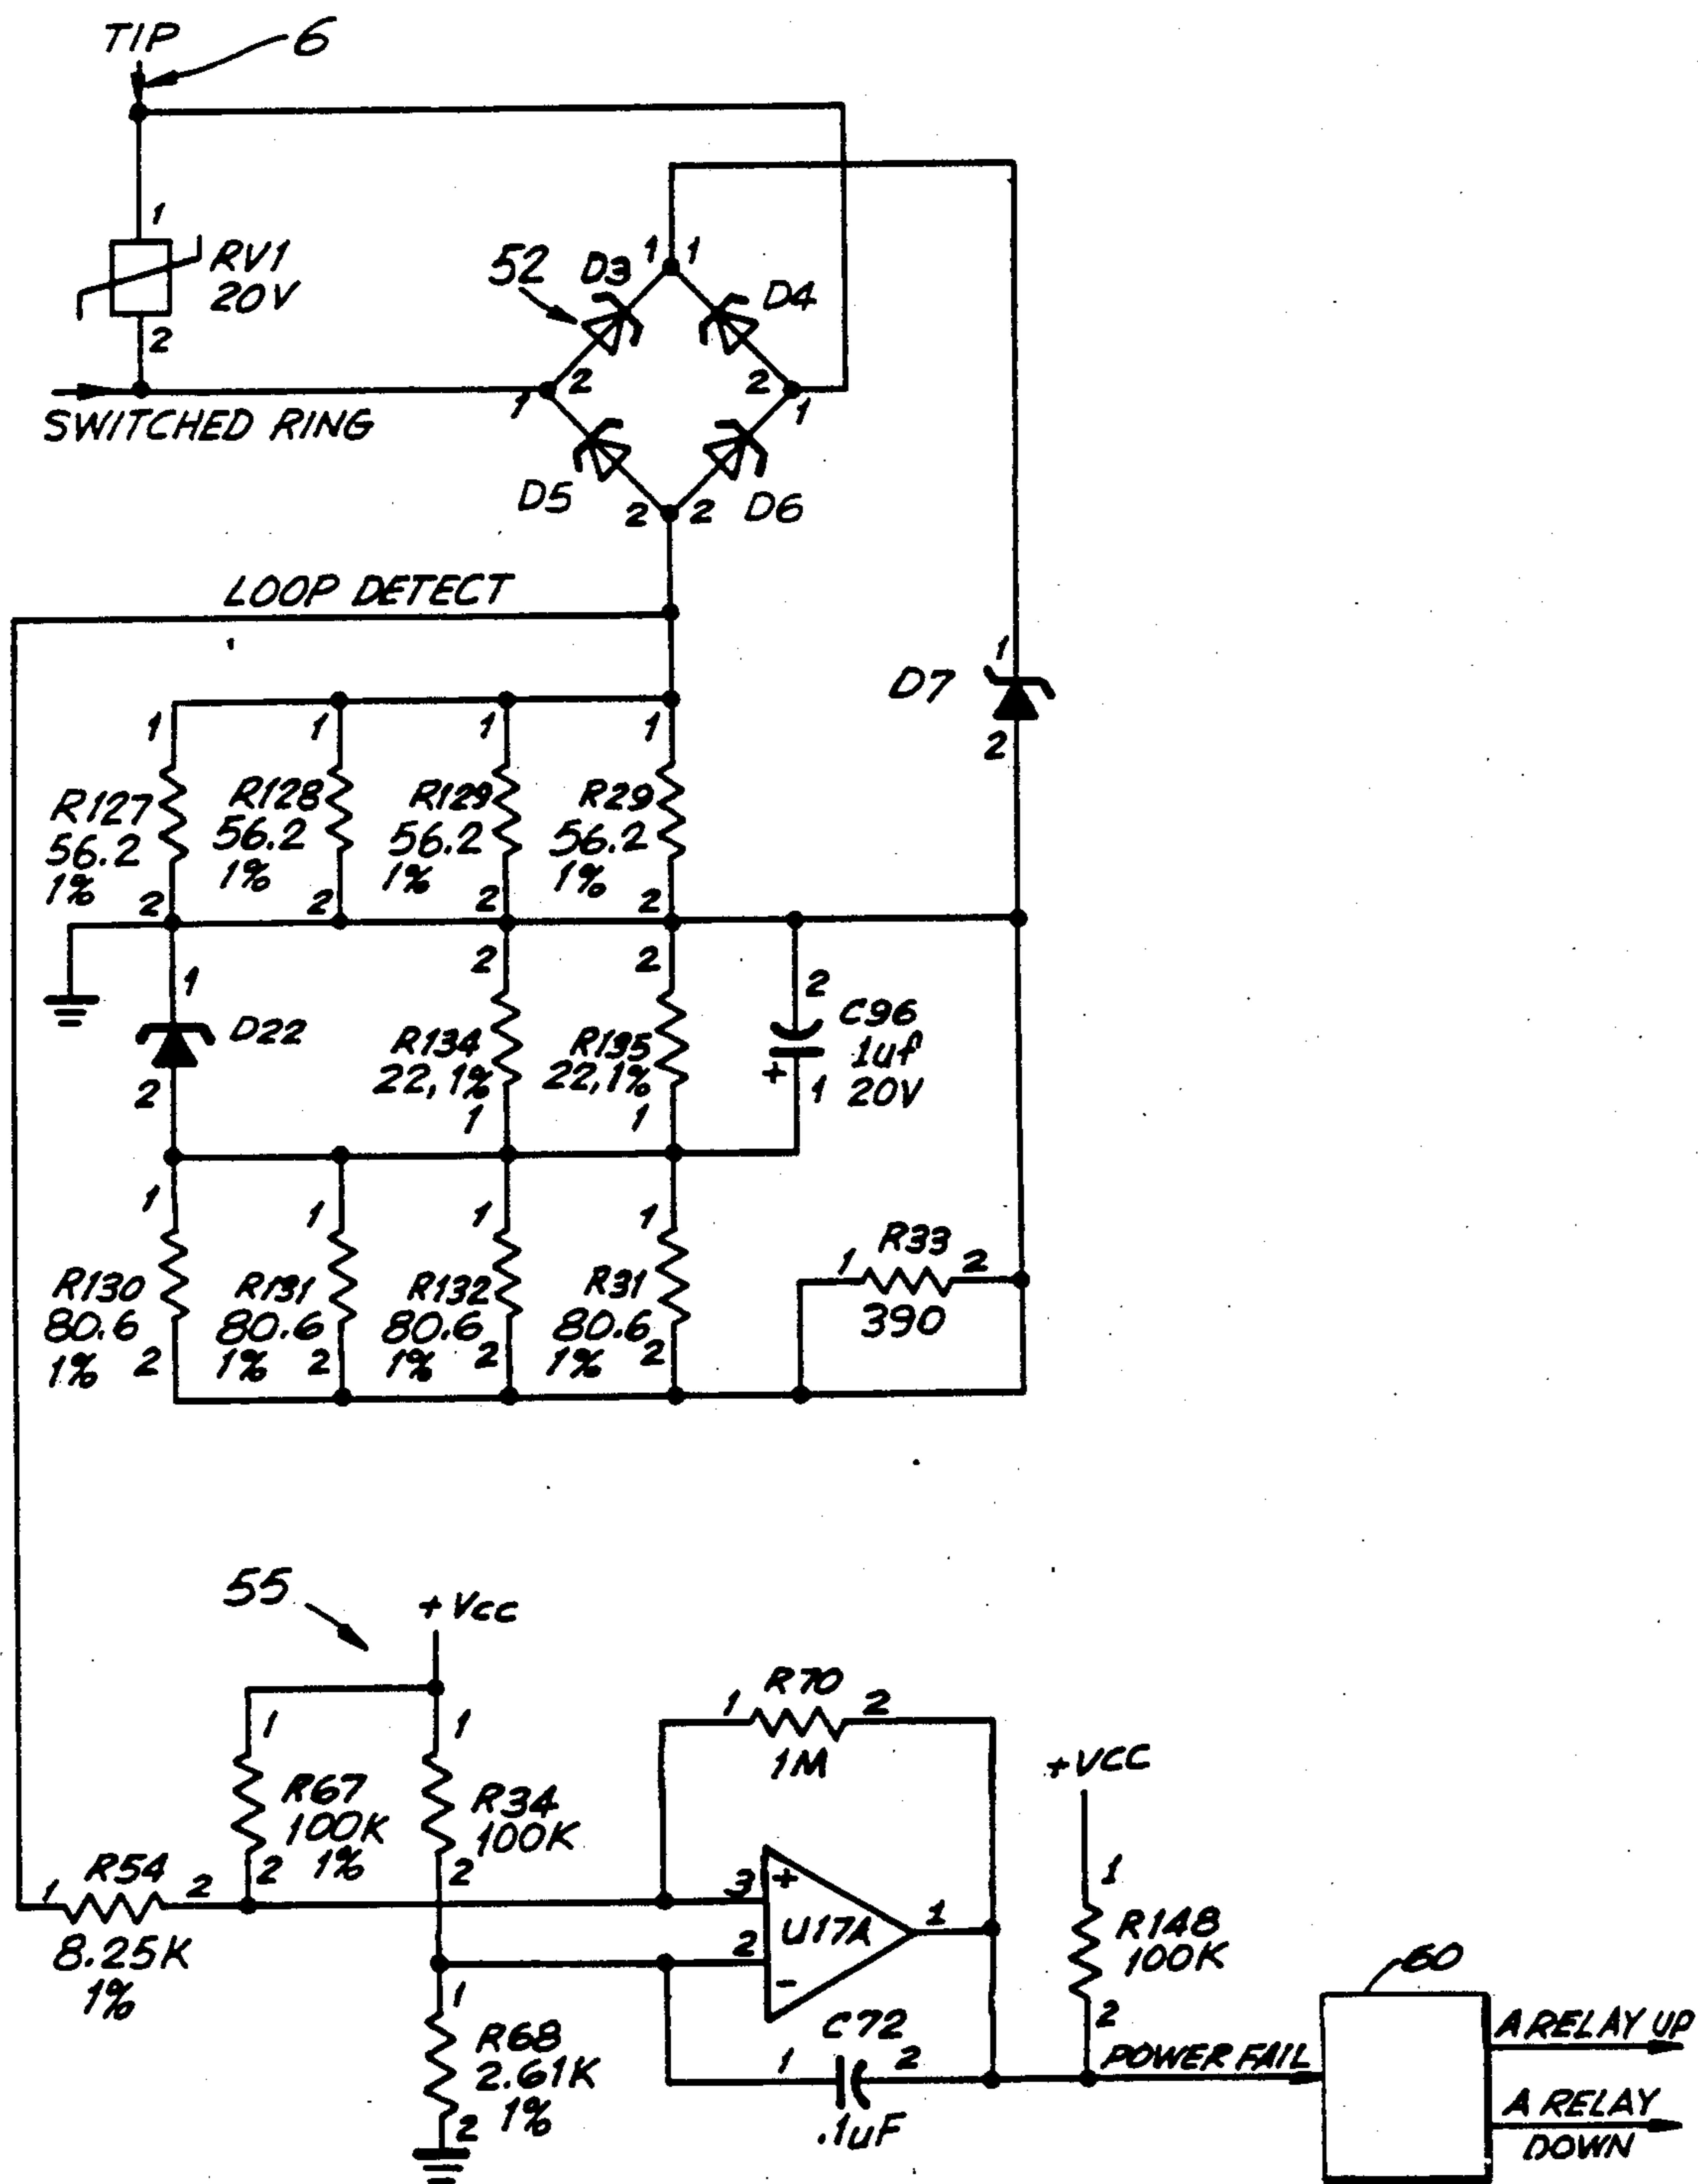 TIP 6
1
RV1
20V
2
SWITCHED RING
52 D3 1 1 D4
2 2
1 1
D5 2 2 D6
LOOP DETECT
1
D7
2
1 1 1 1
R127 R128 R129 R29
56.2 56.2 56.2 56.2
1% 1% 1% 1%
2 2 2 2
1 2 2 2
D22 R134 R135 C96
22,1% 22,1% 1uf
20V
2 1 1 + 1
1 1 1 1
R130 R131 R132 R31
80.6 80.6 80.6 80.6
1% 2 1% 2 1% 2 1% 2
1 R33 2
390
55
+Vcc
1 1
R67 R34
100K 100K
1%
2 2
1 R54 2
8.25K
1%
1 R70 2
1M
3 +
U17A 1
2 -
1
R68
2.61K
1%
2
1 C72 2
.1uF
+VCC
1
R148
100K
2
POWER FAIL
60
A RELAY UP
A RELAY
DOWN